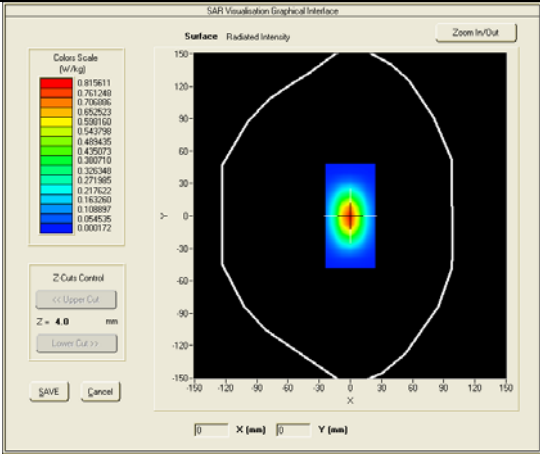 SAR Visualisation Graphical Interface
Surface Radiated Intensity
Zoom In/Out
Colors Scale
(W/kg)
0.815611
0.761248
0.706886
0.652523
0.598160
0.543798
0.489435
0.435073
0.380710
0.326348
0.271985
0.217622
0.163260
0.108897
0.054535
0.000172
150
120
90
60
30
0
-30
-60
-90
-120
-150
Y
-150 -120 -90 -60 -30 0 30 60 90 120 150
X
Z-Cuts Control
<< Upper Cut
Z = 4.0 mm
Lower Cut >>
SAVE Cancel
0 X (mm) 0 Y (mm)